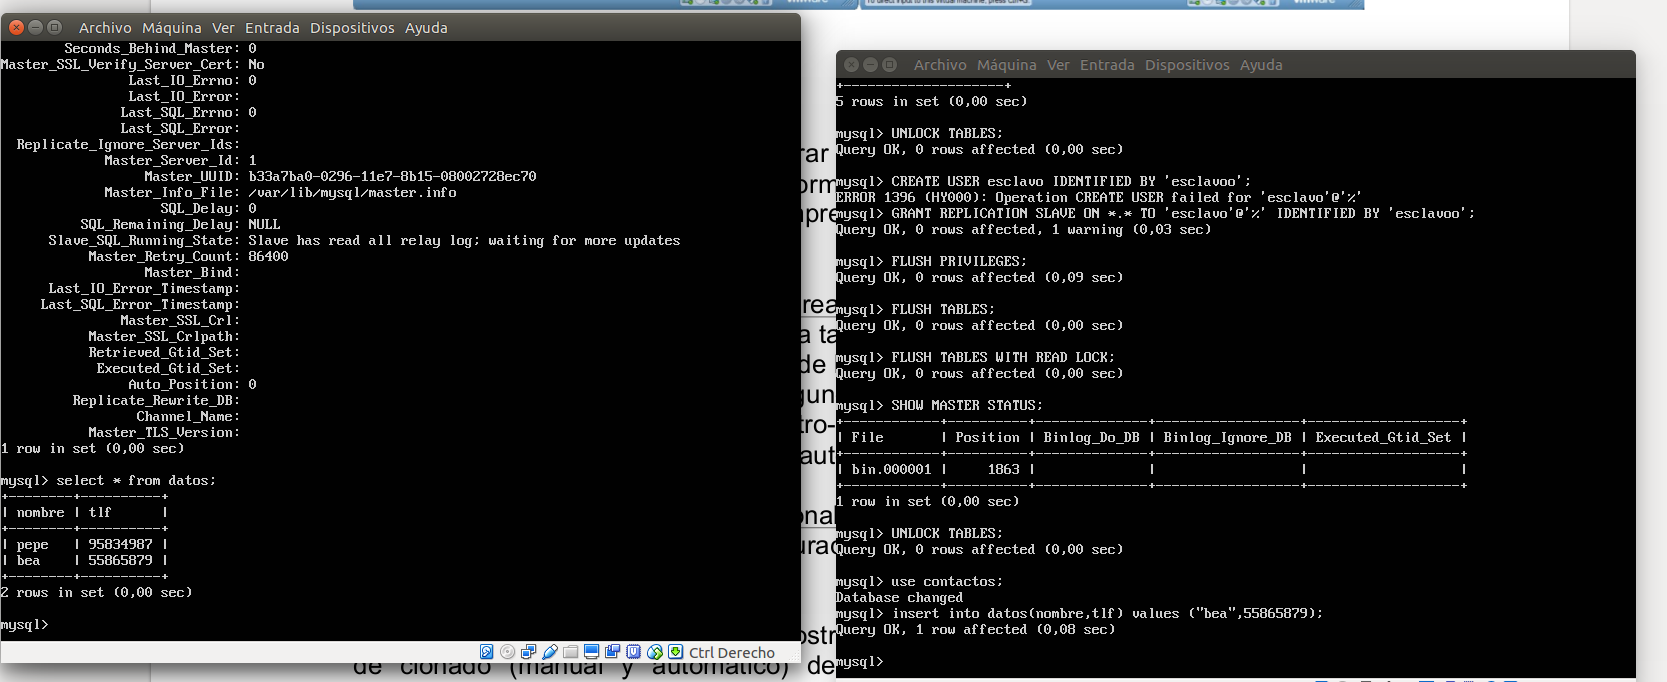 To direct input to this virtual machine, press Ctrl+G.
Archivo Máquina Ver Entrada Dispositivos Ayuda
Seconds_Behind_Master: 0
Master_SSL_Verify_Server_Cert: No
Last_IO_Errno: 0
Last_IO_Error:
Last_SQL_Errno: 0
Last_SQL_Error:
Replicate_Ignore_Server_Ids:
Master_Server_Id: 1
Master_UUID: b33a7ba0-0296-11e7-8b15-08002728ec70
Master_Info_File: /var/lib/mysql/master.info
SQL_Delay: 0
SQL_Remaining_Delay: NULL
Slave_SQL_Running_State: Slave has read all relay log; waiting for more updates
Master_Retry_Count: 86400
Master_Bind:
Last_IO_Error_Timestamp:
Last_SQL_Error_Timestamp:
Master_SSL_Crl:
Master_SSL_Crlpath:
Retrieved_Gtid_Set:
Executed_Gtid_Set:
Auto_Position: 0
Replicate_Rewrite_DB:
Channel_Name:
Master_TLS_Version:
1 row in set (0,00 sec)
mysql> select * from datos;
+--------+----------+
| nombre | tlf      |
+--------+----------+
| pepe   | 95834987 |
| bea    | 55865879 |
+--------+----------+
2 rows in set (0,00 sec)
mysql>
Ctrl Derecho
Archivo Máquina Ver Entrada Dispositivos Ayuda
+--------------------+
5 rows in set (0,00 sec)
mysql> UNLOCK TABLES;
Query OK, 0 rows affected (0,00 sec)
mysql> CREATE USER esclavo IDENTIFIED BY 'esclavoo';
ERROR 1396 (HY000): Operation CREATE USER failed for 'esclavo'@'%'
mysql> GRANT REPLICATION SLAVE ON *.* TO 'esclavo'@'%' IDENTIFIED BY 'esclavoo';
Query OK, 0 rows affected, 1 warning (0,03 sec)
mysql> FLUSH PRIVILEGES;
Query OK, 0 rows affected (0,09 sec)
mysql> FLUSH TABLES;
Query OK, 0 rows affected (0,00 sec)
mysql> FLUSH TABLES WITH READ LOCK;
Query OK, 0 rows affected (0,00 sec)
mysql> SHOW MASTER STATUS;
+------------+----------+--------------+------------------+-------------------+
| File       | Position | Binlog_Do_DB | Binlog_Ignore_DB | Executed_Gtid_Set |
+------------+----------+--------------+------------------+-------------------+
| bin.000001 |     1863 |              |                  |                   |
+------------+----------+--------------+------------------+-------------------+
1 row in set (0,00 sec)
mysql> UNLOCK TABLES;
Query OK, 0 rows affected (0,00 sec)
mysql> use contactos;
Database changed
mysql> insert into datos(nombre,tlf) values ("bea",55865879);
Query OK, 1 row affected (0,08 sec)
mysql>
de clonado (manual y automático) de